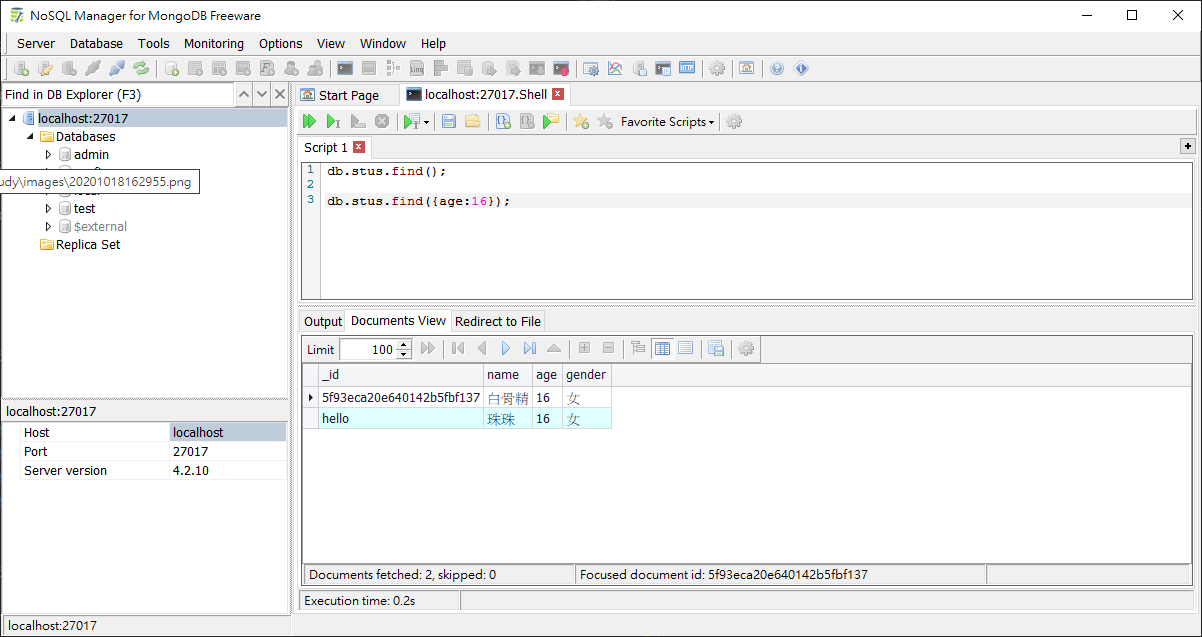 NoSQL Manager for MongoDB Freeware
Server Database Tools Monitoring Options View Window Help
Find in DB Explorer (F3)
localhost:27017
Databases
admin
udy\images\20201018162955.png
test
$external
Replica Set
localhost:27017
Host localhost
Port 27017
Server version 4.2.10
localhost:27017
Start Page localhost:27017.Shell
Favorite Scripts
Script 1
1 db.stus.find();
2
3 db.stus.find({age:16});
Output Documents View Redirect to File
Limit 100
_id name age gender
5f93eca20e640142b5fbf137 白骨精 16 女
hello 珠珠 16 女
Documents fetched: 2, skipped: 0 Focused document id: 5f93eca20e640142b5fbf137
Execution time: 0.2s